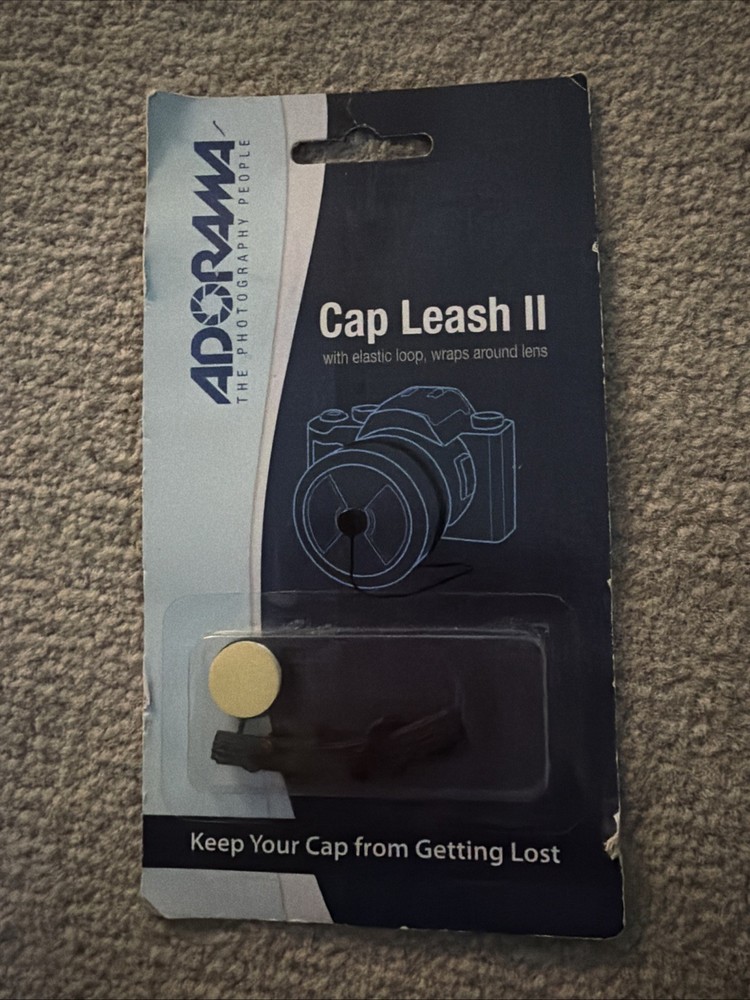 ADORAMA
THE PHOTOGRAPHY PEOPLE
Cap Leash II
with elastic loop, wraps around lens
Keep Your Cap from Getting Lost